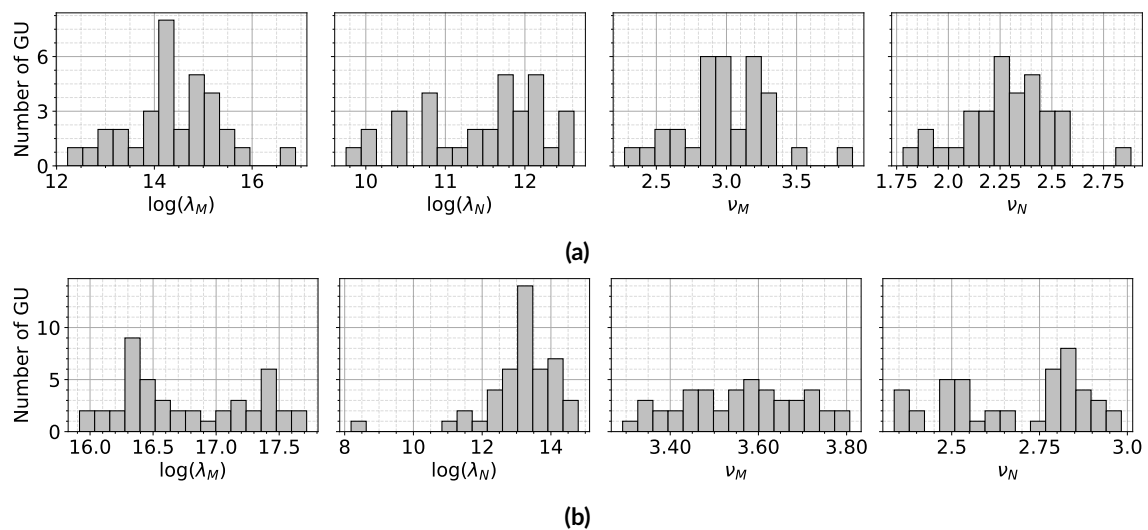 Number of GU
6
3
0
12 14 16
log(λ_M)
10 11 12
log(λ_N)
2.5 3.0 3.5
ν_M
1.75 2.0 2.25 2.5 2.75
ν_N
(a)
Number of GU
10
5
0
16.0 16.5 17.0 17.5
log(λ_M)
8 10 12 14
log(λ_N)
3.40 3.60 3.80
ν_M
2.5 2.75 3.0
ν_N
(b)